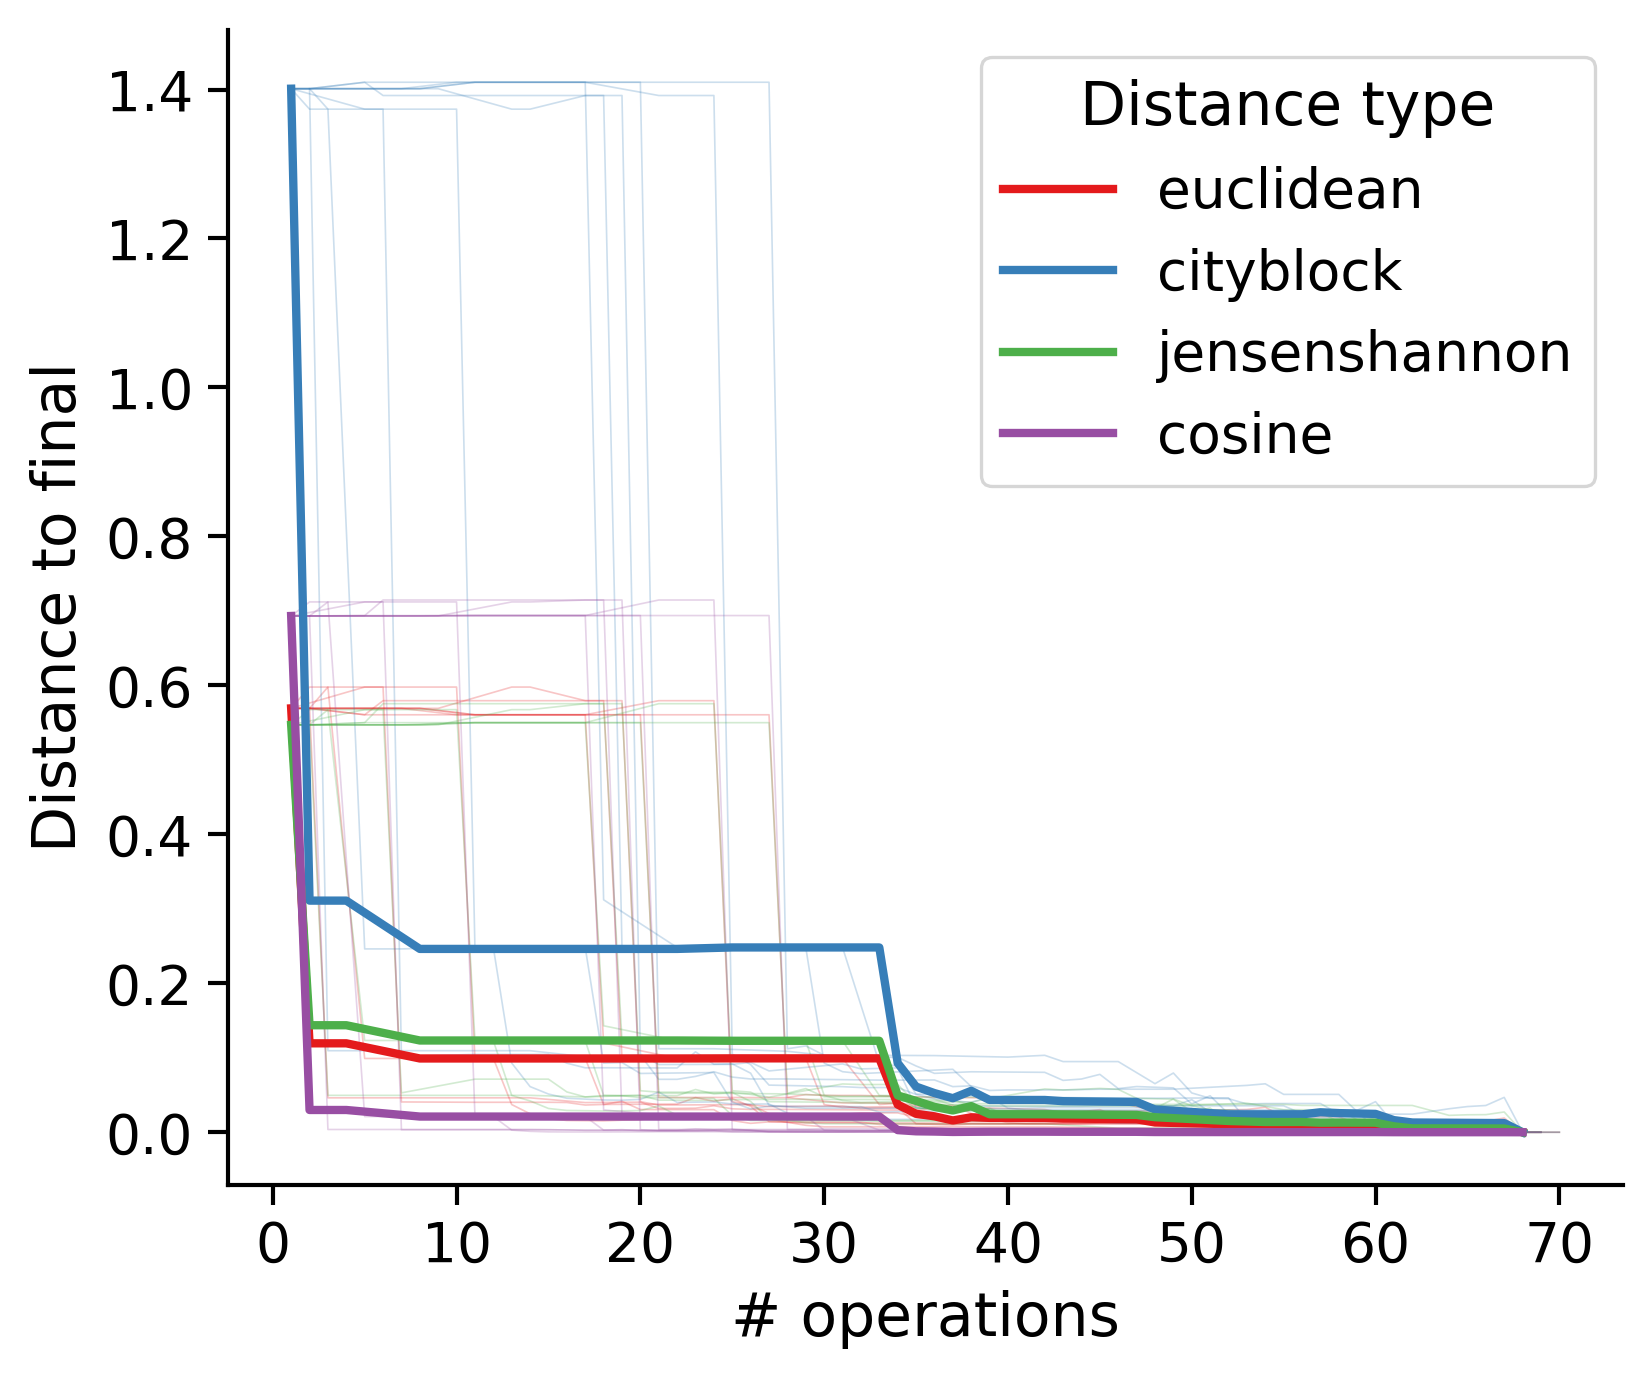 Distance type
euclidean
cityblock
jensenshannon
cosine
Distance to final
1.4
1.2
1.0
0.8
0.6
0.4
0.2
0.0
0 10 20 30 40 50 60 70
# operations